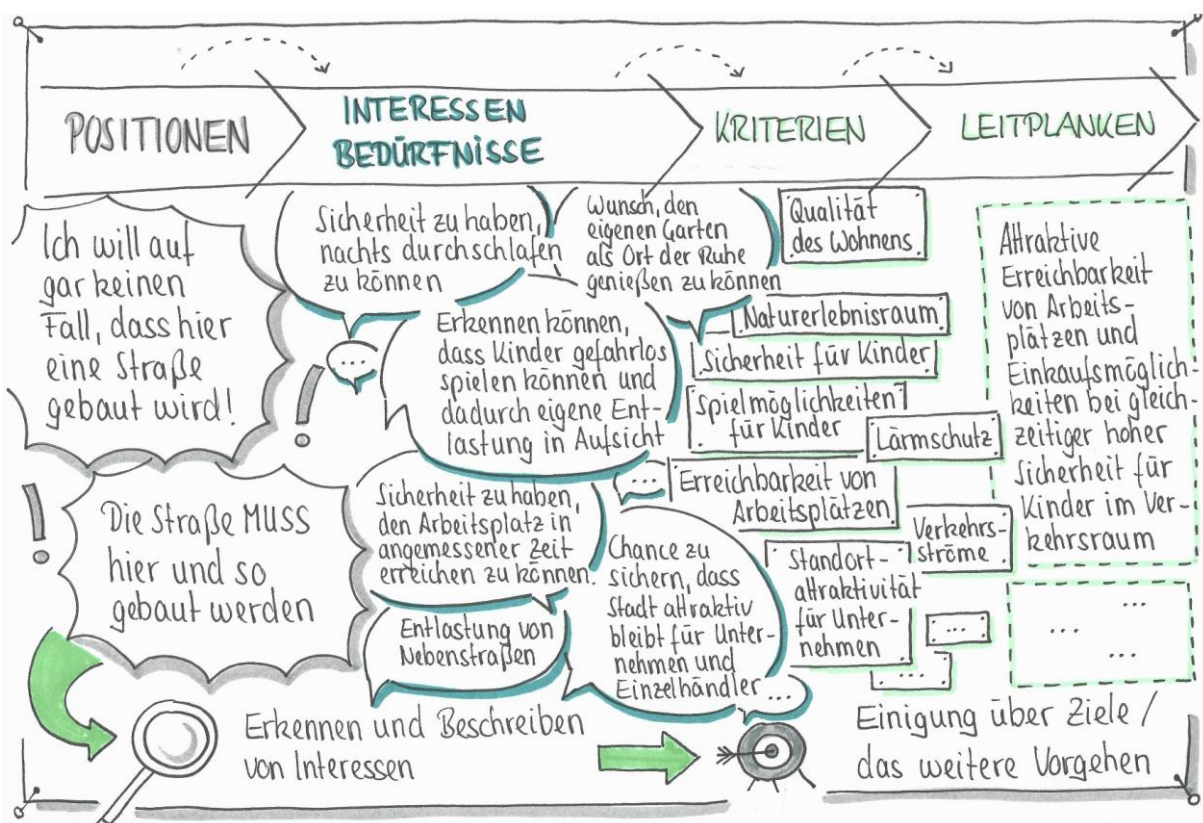 POSITIONEN
INTERESSEN
BEDÜRFNISSE
KRITERIEN
LEITPLANKEN
Ich will auf
gar keinen
Fall, dass hier
eine Straße
gebaut wird!
!
Die Straße MUSS
hier und so
gebaut werden
!
Sicherheit zu haben,
nachts durchschlafen
zu können
Wunsch, den
eigenen Garten
als Ort der Ruhe
genießen zu können
...
Erkennen können,
dass Kinder gefahrlos
spielen können und
dadurch eigene Ent-
lastung in Aufsicht
Sicherheit zu haben,
den Arbeitsplatz in
angemessener Zeit
erreichen zu können.
...
Entlastung von
Nebenstraßen
Chance zu
sichern, dass
Stadt attraktiv
bleibt für Unter-
nehmen und
Einzelhändler
...
Qualität
des Wohnens
Naturerlebnisraum
Sicherheit für Kinder
Spielmöglichkeiten
für Kinder
Lärmschutz
Erreichbarkeit von
Arbeitsplätzen
Verkehrs-
ströme
Standort-
attraktivität
für Unter-
nehmen
...
....
Attraktive
Erreichbarkeit
von Arbeits-
plätzen und
Einkaufsmöglich-
keiten bei gleich-
zeitiger hoher
Sicherheit für
Kinder im Ver-
kehrsraum
...
...
...
Erkennen und Beschreiben
von Interessen
Einigung über Ziele /
das weitere Vorgehen